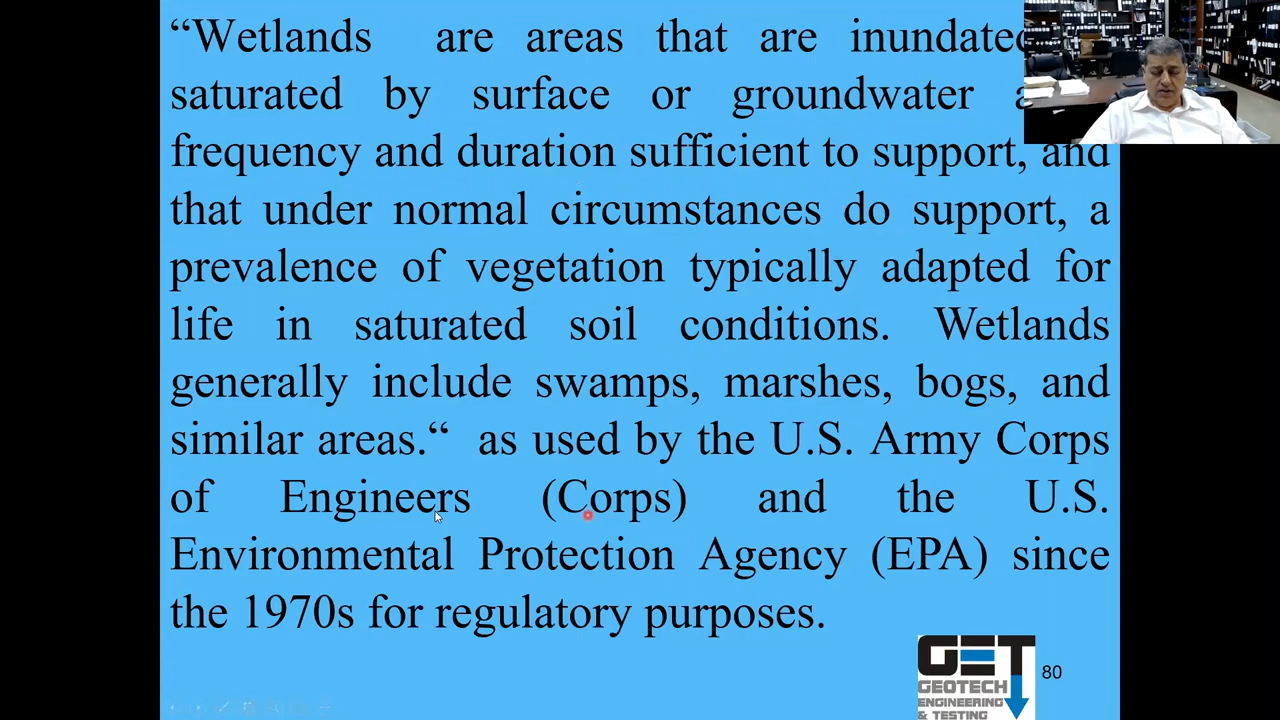 “Wetlands are areas that are inundated
saturated by surface or groundwater a
frequency and duration sufficient to support, and
that under normal circumstances do support, a
prevalence of vegetation typically adapted for
life in saturated soil conditions. Wetlands
generally include swamps, marshes, bogs, and
similar areas.“ as used by the U.S. Army Corps
of Engineers (Corps) and the U.S.
Environmental Protection Agency (EPA) since
the 1970s for regulatory purposes.
GET
GEOTECH
ENGINEERING
& TESTING
80